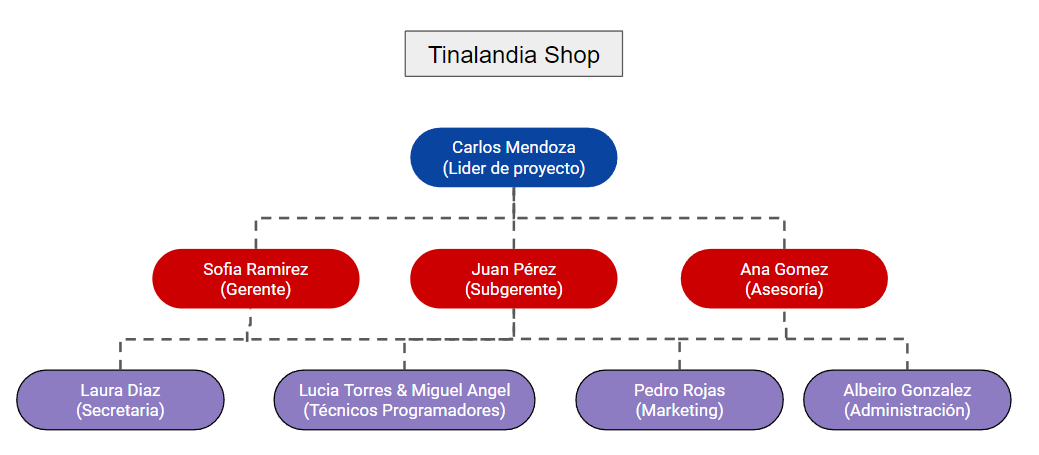 Tinalandia Shop
Carlos Mendoza
(Lider de proyecto)
Sofia Ramirez
(Gerente)
Juan Pérez
(Subgerente)
Ana Gomez
(Asesoría)
Laura Diaz
(Secretaria)
Lucia Torres & Miguel Angel
(Técnicos Programadores)
Pedro Rojas
(Marketing)
Albeiro Gonzalez
(Administración)